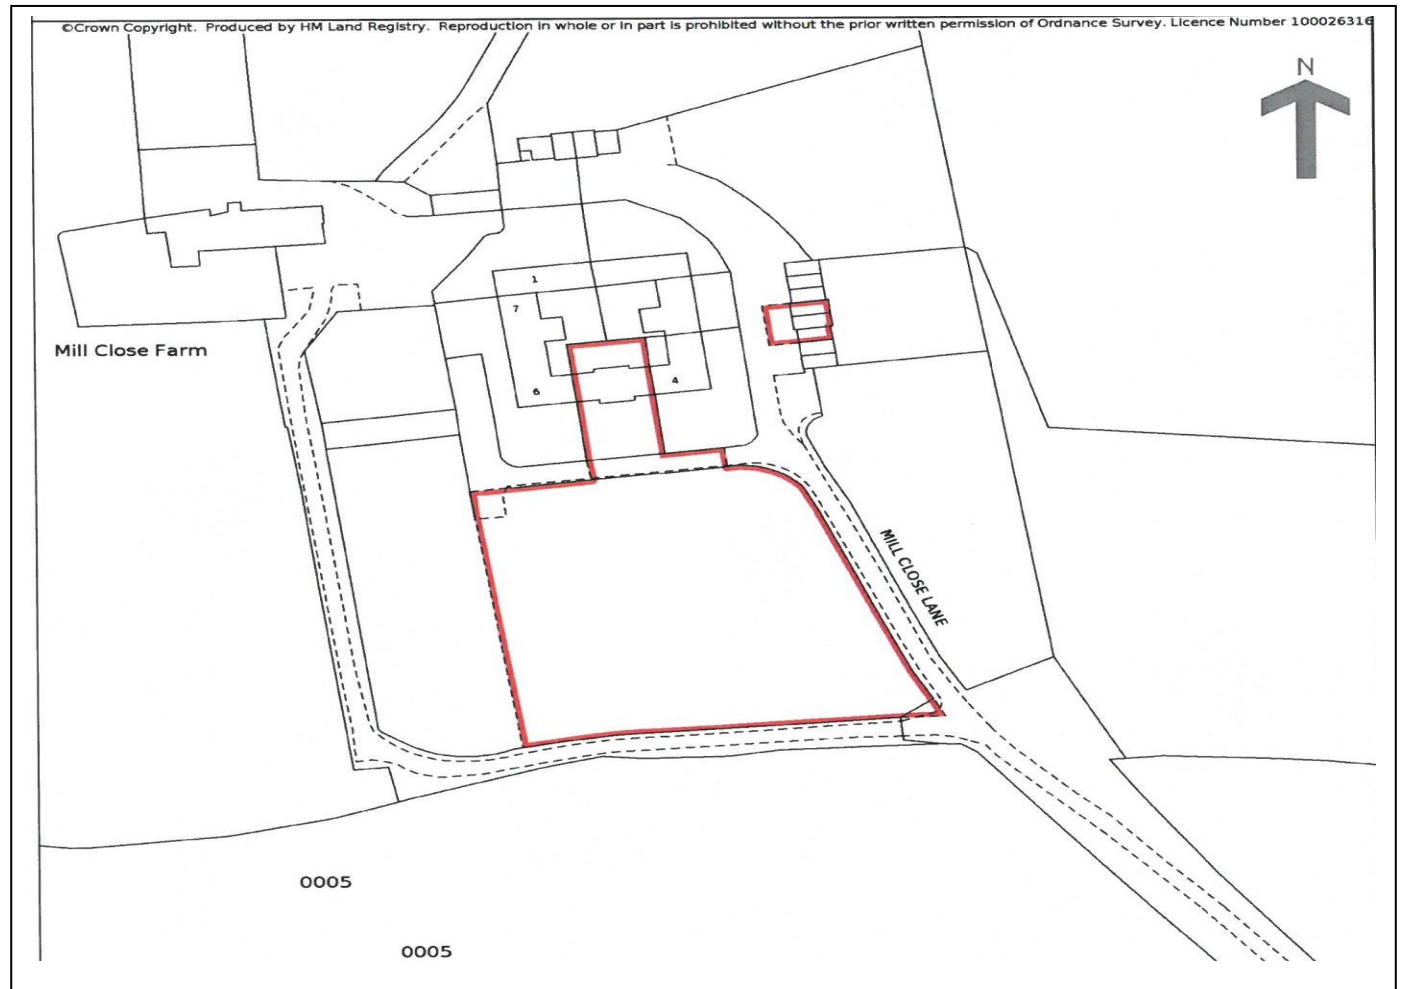 ©Crown Copyright. Produced by HM Land Registry. Reproduction in whole or in part is prohibited without the prior written permission of Ordnance Survey. Licence Number 100026316
N
1
7
Mill Close Farm
4
6
MILL CLOSE LANE
0005
0005